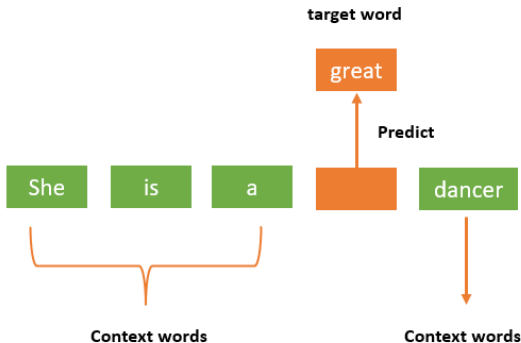 target word
great
Predict
She is a dancer
Context words Context words